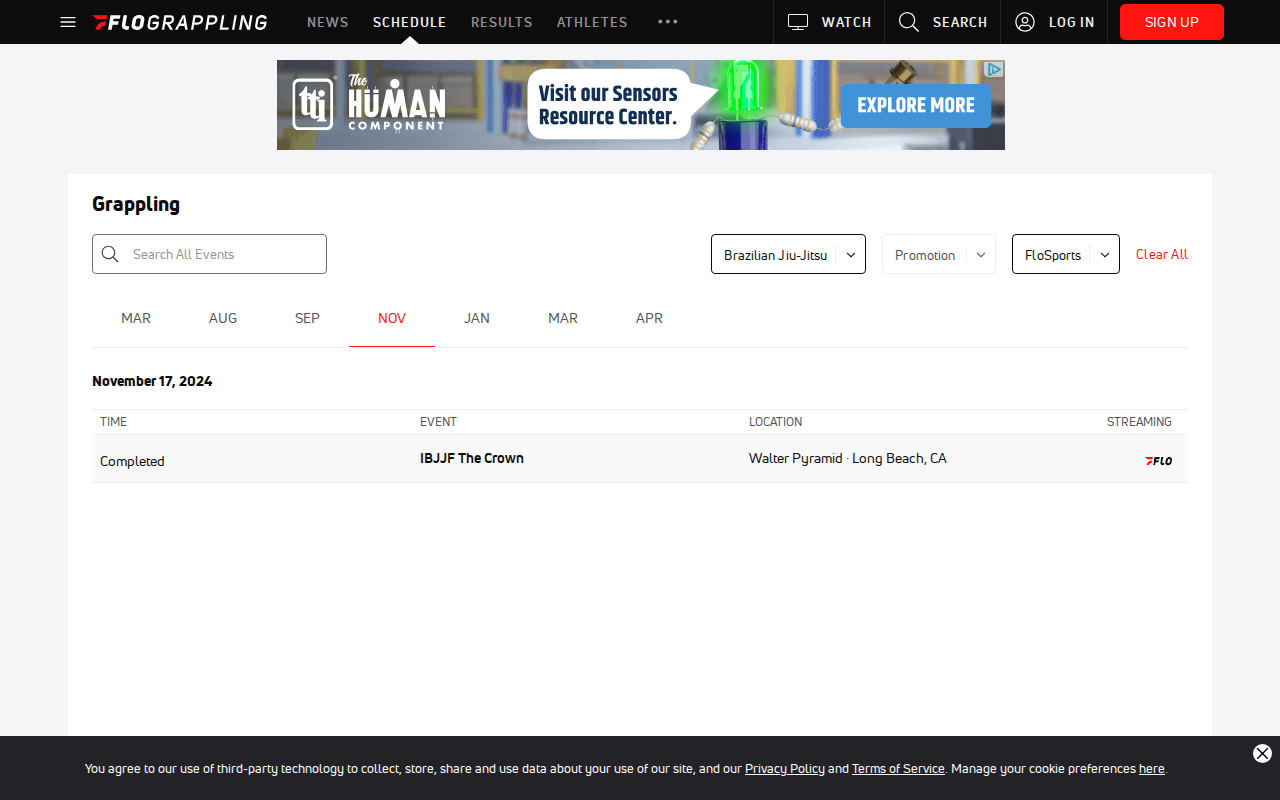 FLOGRAPPLING NEWS SCHEDULE RESULTS ATHLETES ••• WATCH SEARCH LOG IN SIGN UP
tti The HUMAN COMPONENT
Visit our Sensors
Resource Center.
EXPLORE MORE
Grappling
Search All Events Brazilian Jiu-Jitsu Promotion FloSports Clear All
MAR AUG SEP NOV JAN MAR APR
November 17, 2024
TIME EVENT LOCATION STREAMING
Completed IBJJF The Crown Walter Pyramid · Long Beach, CA FLO
You agree to our use of third-party technology to collect, store, share and use data about your use of our site, and our Privacy Policy and Terms of Service. Manage your cookie preferences here.